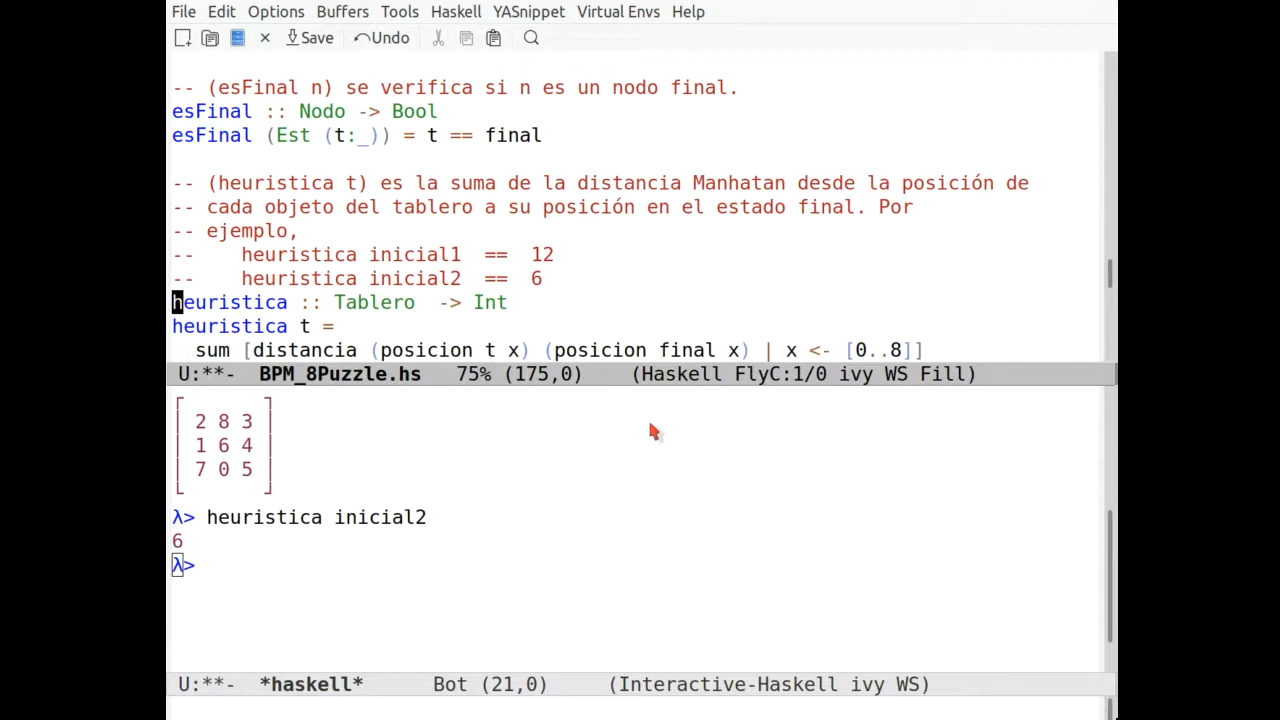 File Edit Options Buffers Tools Haskell YASnippet Virtual Envs Help
Save Undo
-- (esFinal n) se verifica si n es un nodo final.
esFinal :: Nodo -> Bool
esFinal (Est (t:_)) = t == final
-- (heuristica t) es la suma de la distancia Manhatan desde la posición de
-- cada objeto del tablero a su posición en el estado final. Por
-- ejemplo,
--    heuristica inicial1  ==  12
--    heuristica inicial2  ==  6
heuristica :: Tablero  -> Int
heuristica t =
  sum [distancia (posicion t x) (posicion final x) | x <- [0..8]]
U:**-  BPM_8Puzzle.hs   75% (175,0)    (Haskell FlyC:1/0 ivy WS Fill)
2 8 3
1 6 4
7 0 5
λ> heuristica inicial2
6
λ>
U:**-  *haskell*      Bot (21,0)     (Interactive-Haskell ivy WS)